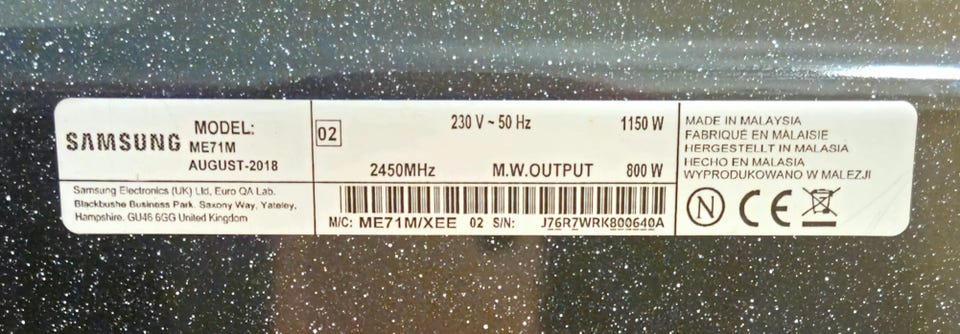 SAMSUNG
MODEL:
ME71M
AUGUST-2018
Samsung Electronics (UK) Ltd, Euro QA Lab.
Blackbushe Business Park. Saxony Way, Yateley,
Hampshire. GU46 6GG United Kingdom
02
230 V ~ 50 Hz 1150 W
2450MHz M.W.OUTPUT 800 W
M/C: ME71M/XEE 02 S/N: J76R7WRK800640A
MADE IN MALAYSIA
FABRIQUÉ EN MALAISIE
HERGESTELLT IN MALASIA
HECHO EN MALASIA
WYPRODUKOWANO W MALEZJI
N CE